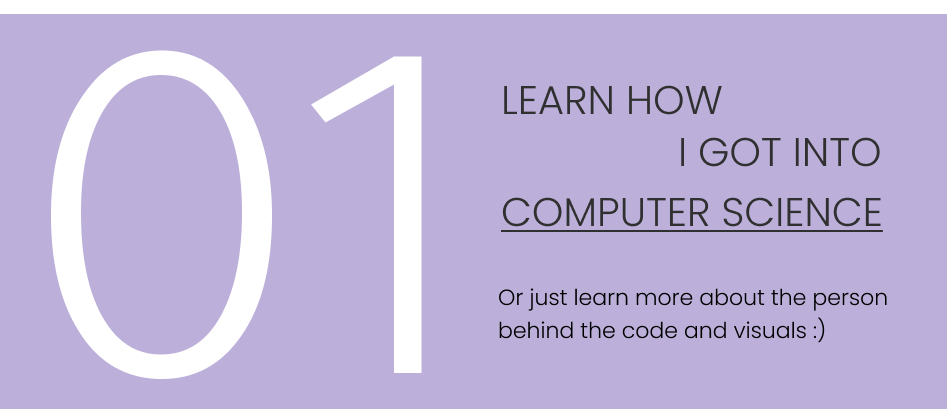 01
LEARN HOW
I GOT INTO
COMPUTER SCIENCE
Or just learn more about the person
behind the code and visuals :)